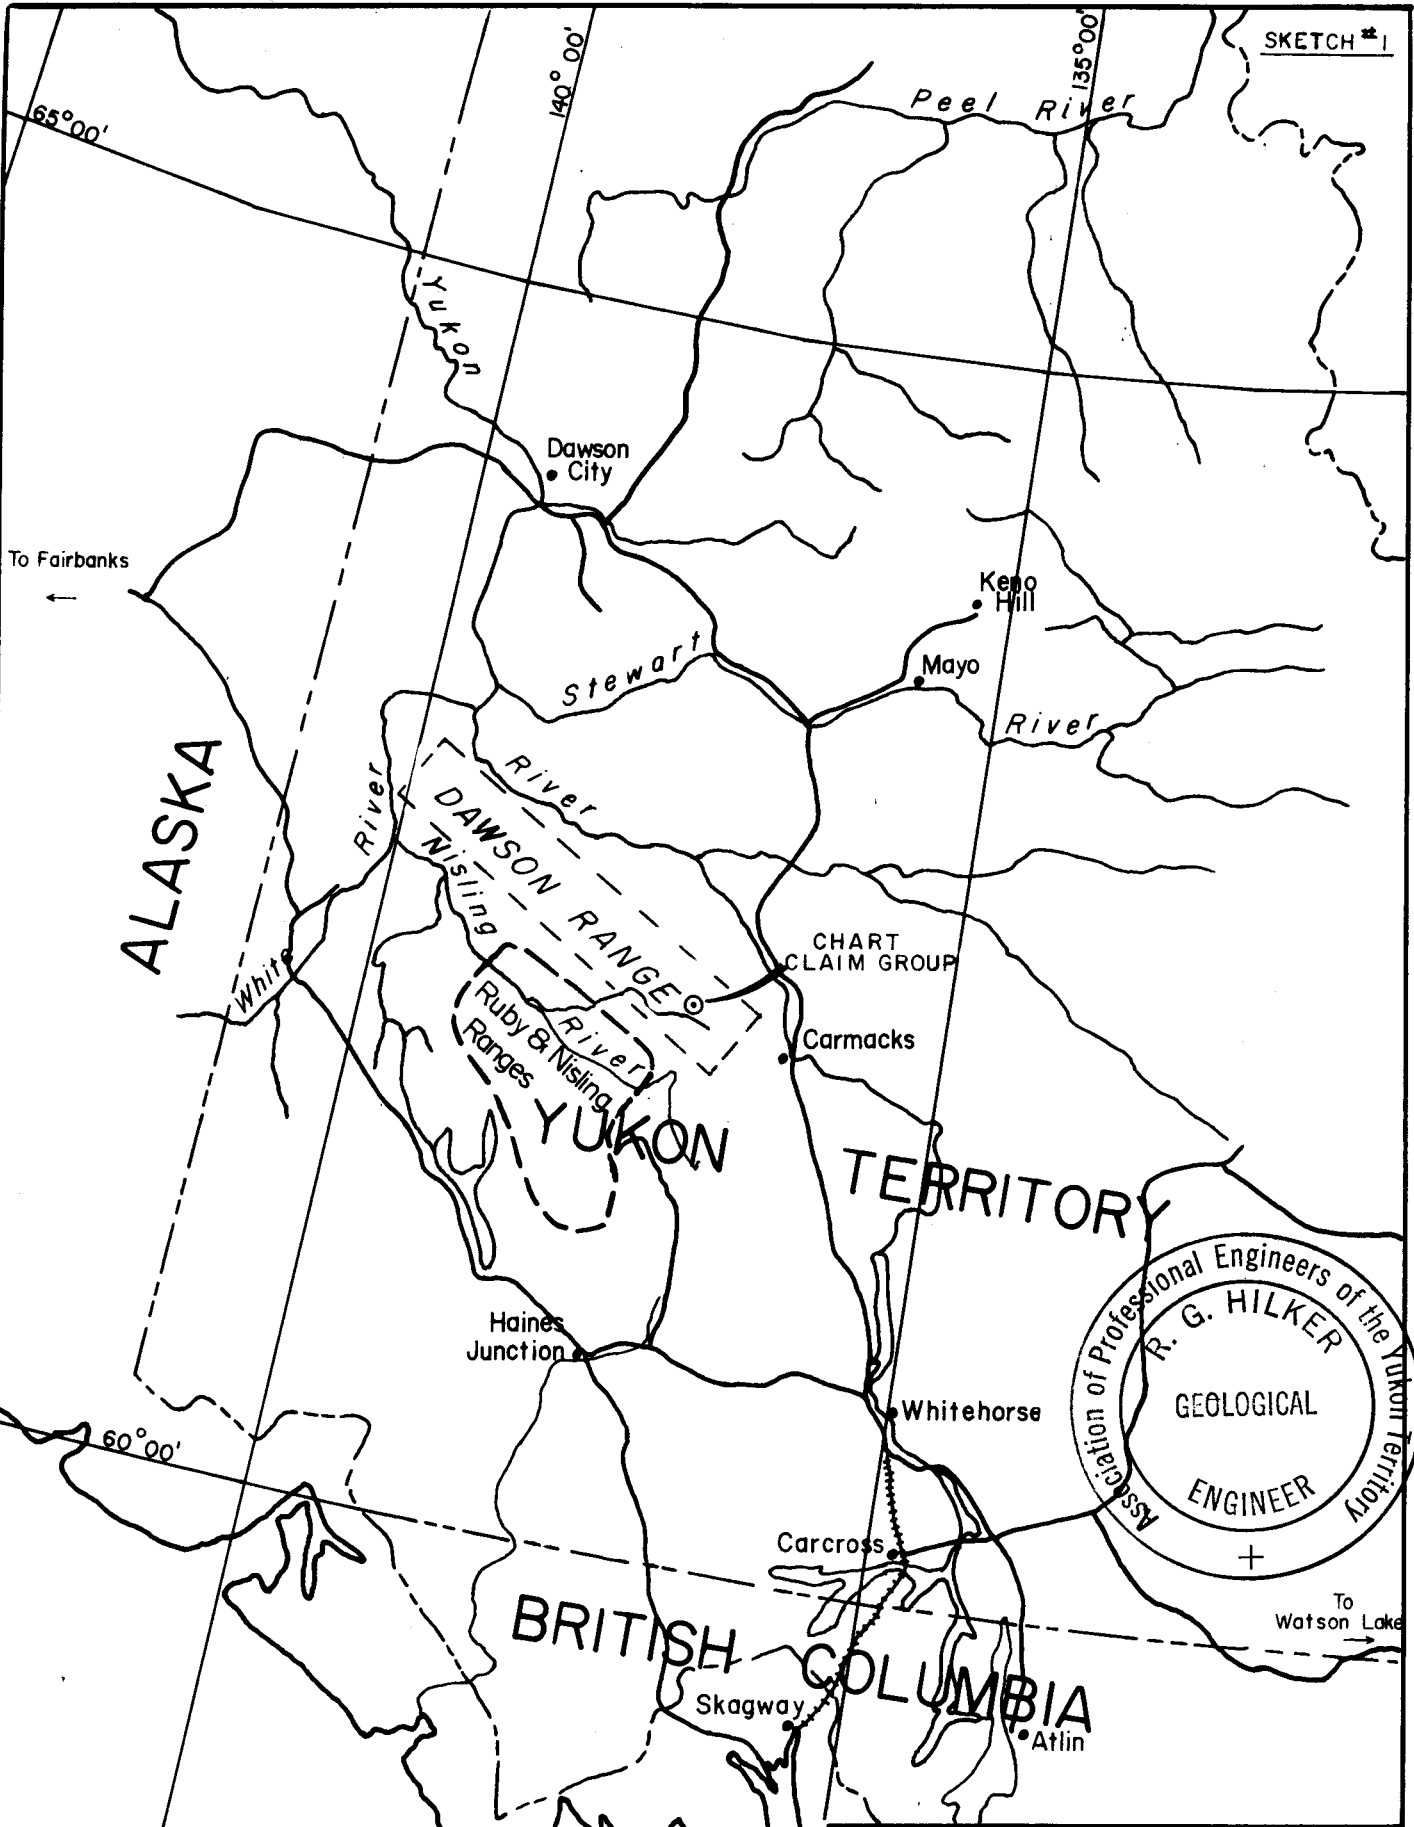 SKETCH #1
140° 00'
135°00'
65°00'
Peel River
Yukon
Dawson
City
To Fairbanks
←
Keno
Hill
Mayo
Stewart
River
River
ALASKA
River
DAWSON RANGE
Nisling
CHART
CLAIM GROUP
White
Ruby & Nisling
Ranges
River
Carmacks
YUKON
TERRITORY
Haines
Junction
Whitehorse
60°00'
Association of Professional Engineers of the Yukon Territory
R. G. HILKER
GEOLOGICAL
ENGINEER
Carcross
To
Watson Lake
→
BRITISH COLUMBIA
Skagway
Atlin